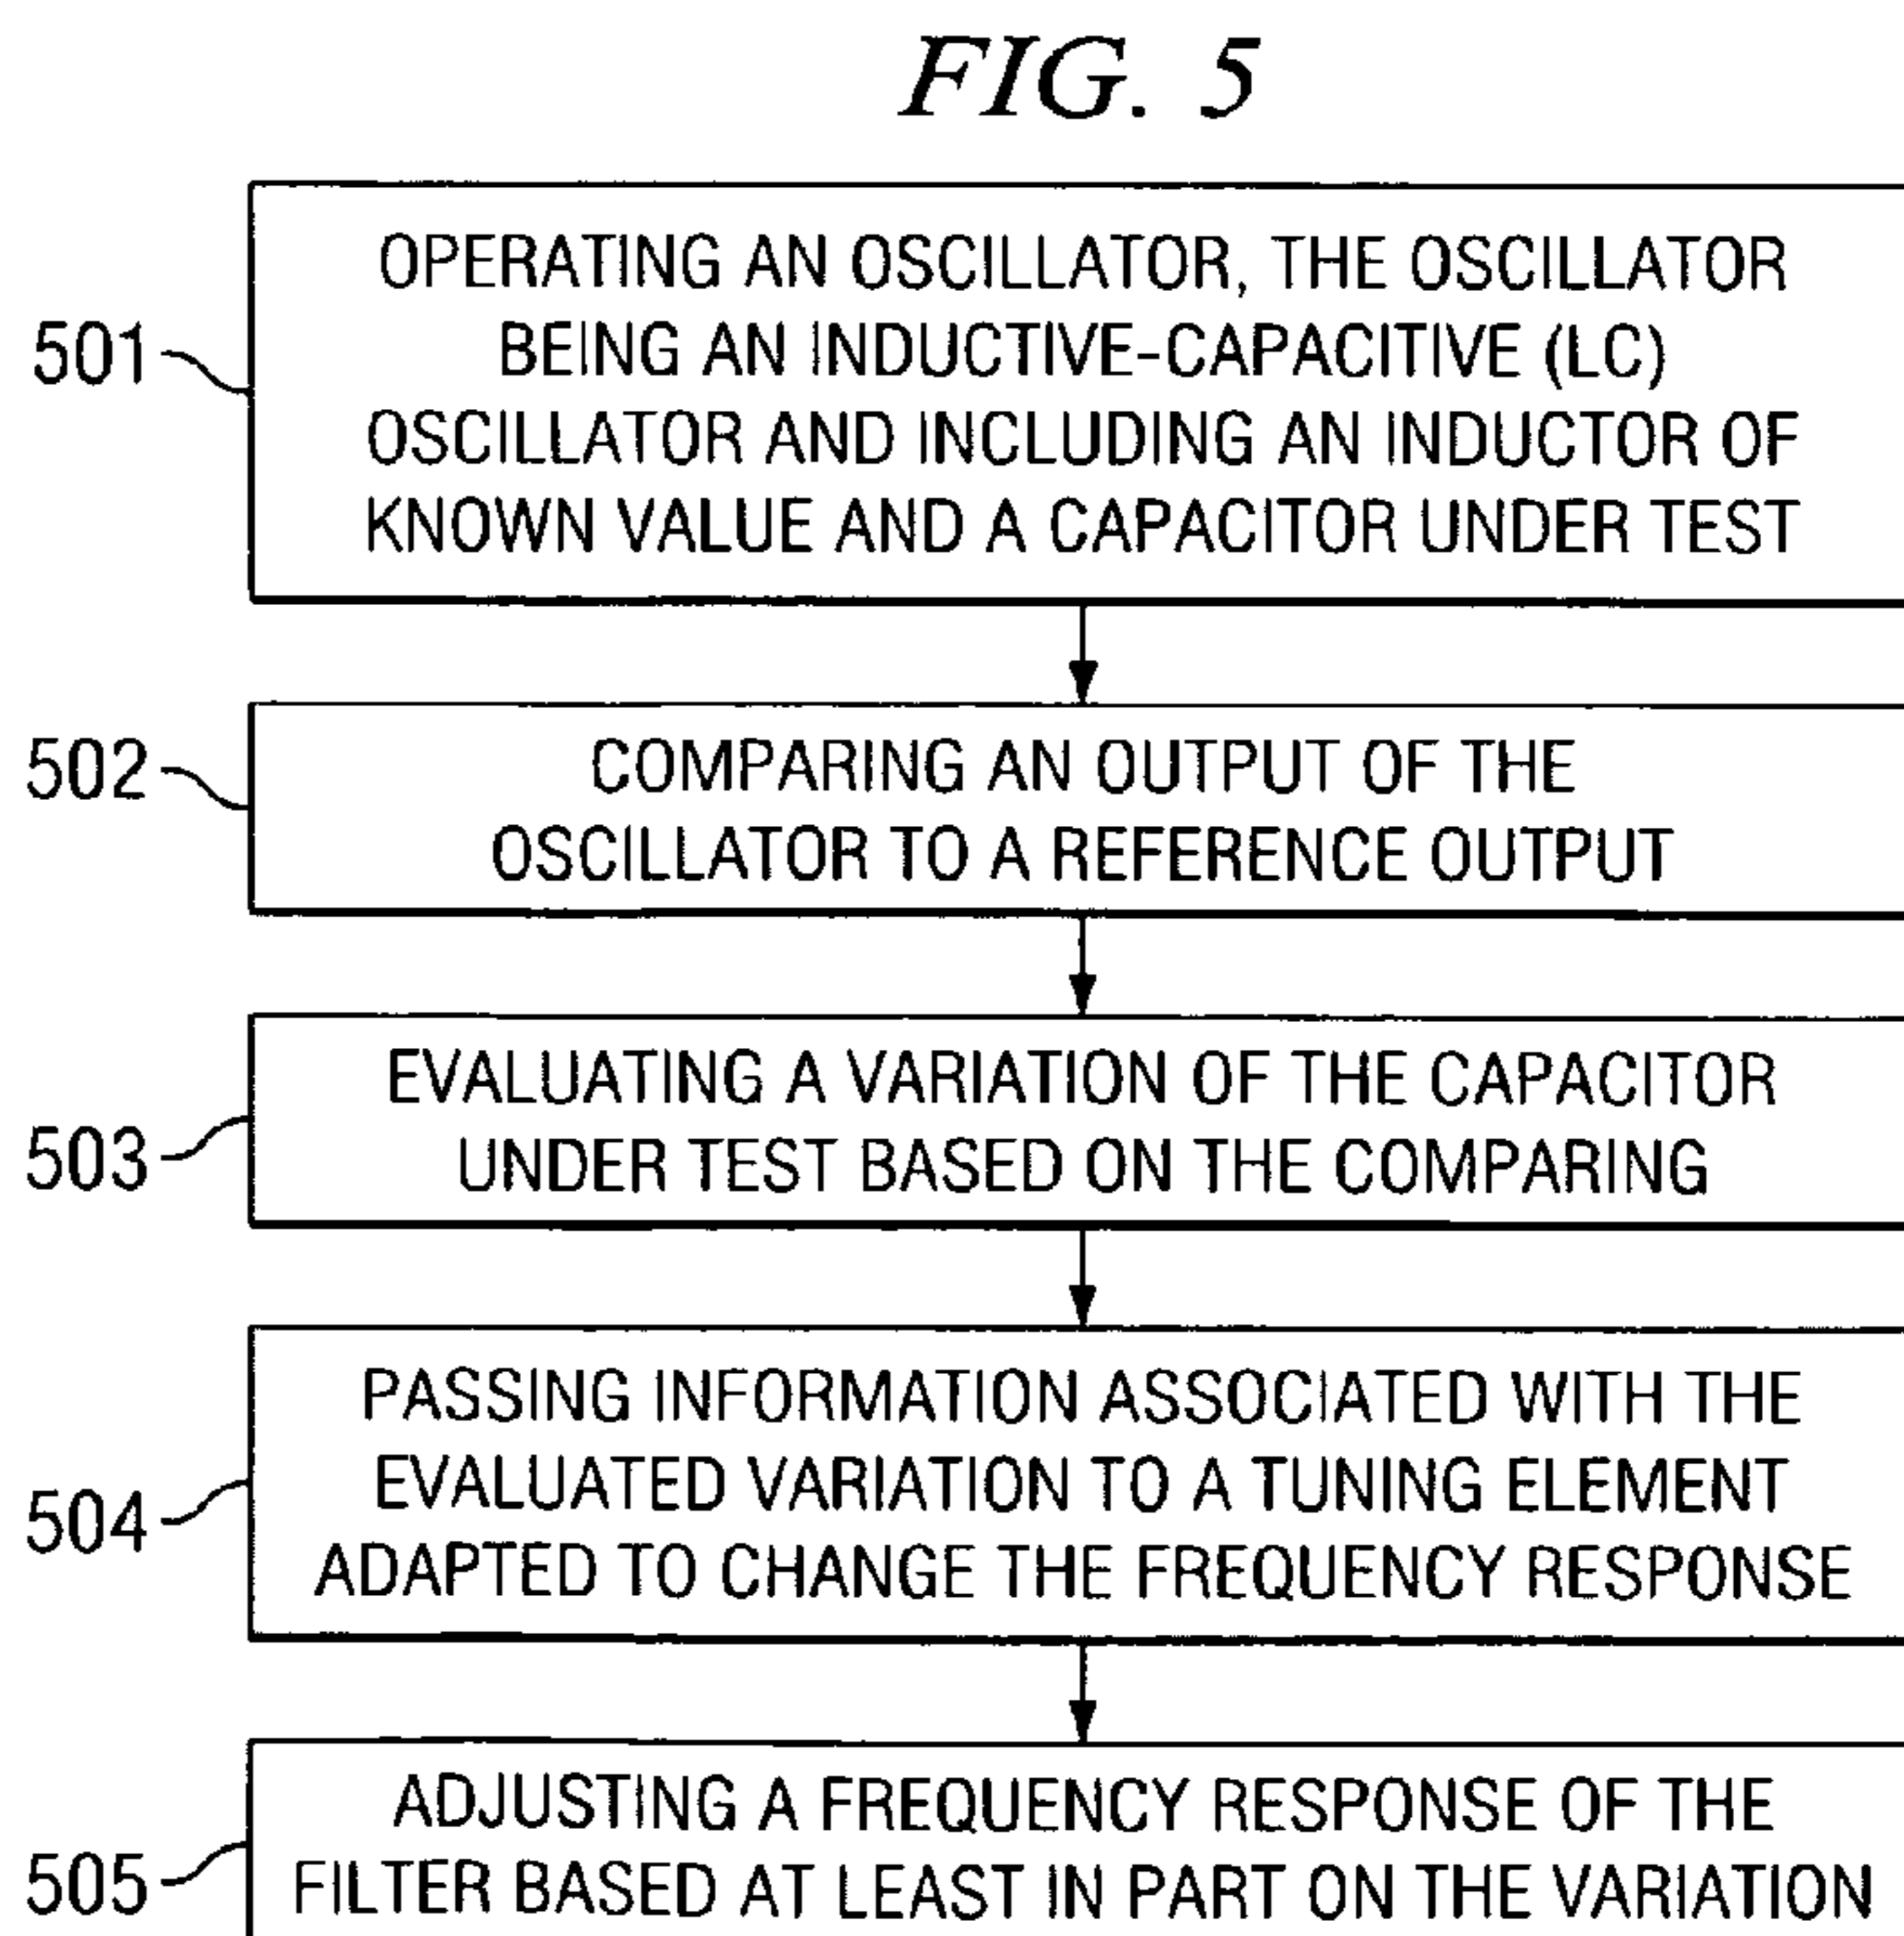 FIG. 5
501
OPERATING AN OSCILLATOR, THE OSCILLATOR
BEING AN INDUCTIVE-CAPACITIVE (LC)
OSCILLATOR AND INCLUDING AN INDUCTOR OF
KNOWN VALUE AND A CAPACITOR UNDER TEST
502
COMPARING AN OUTPUT OF THE
OSCILLATOR TO A REFERENCE OUTPUT
503
EVALUATING A VARIATION OF THE CAPACITOR
UNDER TEST BASED ON THE COMPARING
504
PASSING INFORMATION ASSOCIATED WITH THE
EVALUATED VARIATION TO A TUNING ELEMENT
ADAPTED TO CHANGE THE FREQUENCY RESPONSE
505
ADJUSTING A FREQUENCY RESPONSE OF THE
FILTER BASED AT LEAST IN PART ON THE VARIATION